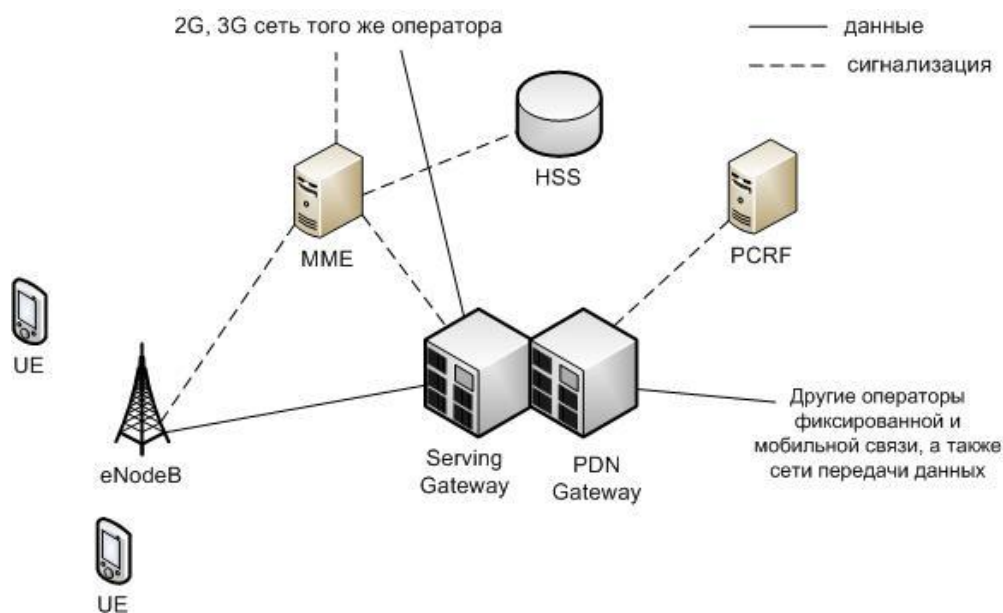 2G, 3G сеть того же оператора
данные
сигнализация
HSS
MME
PCRF
UE
eNodeB
Serving
Gateway
PDN
Gateway
Другие операторы
фиксированной и
мобильной связи, а также
сети передачи данных
UE